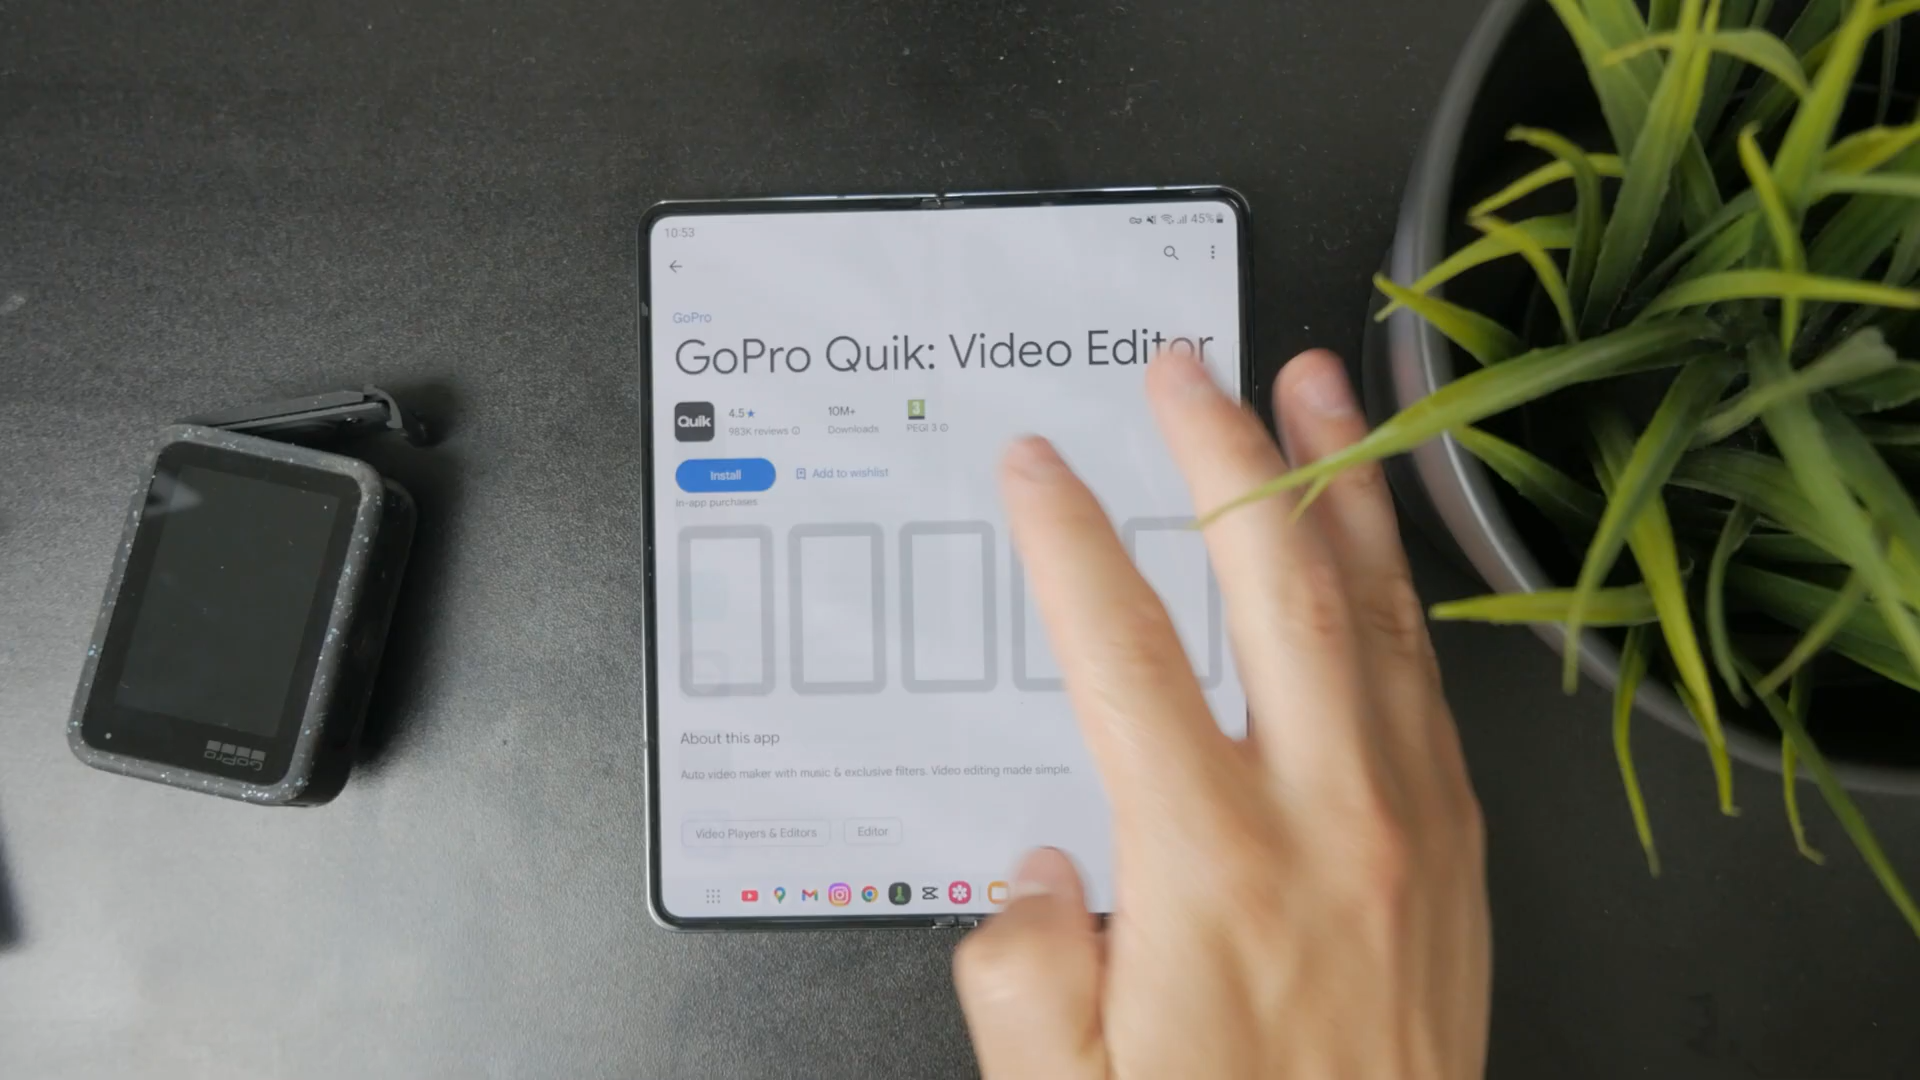 10:53
45%
GoPro
GoPro Quik: Video Editor
Quik
4.5★
983K reviews
10M+
Downloads
3
PEGI 3
Install
Add to wishlist
In-app purchases
About this app
Auto video maker with music & exclusive filters. Video editing made simple.
Video Players & Editors
Editor
GoPro